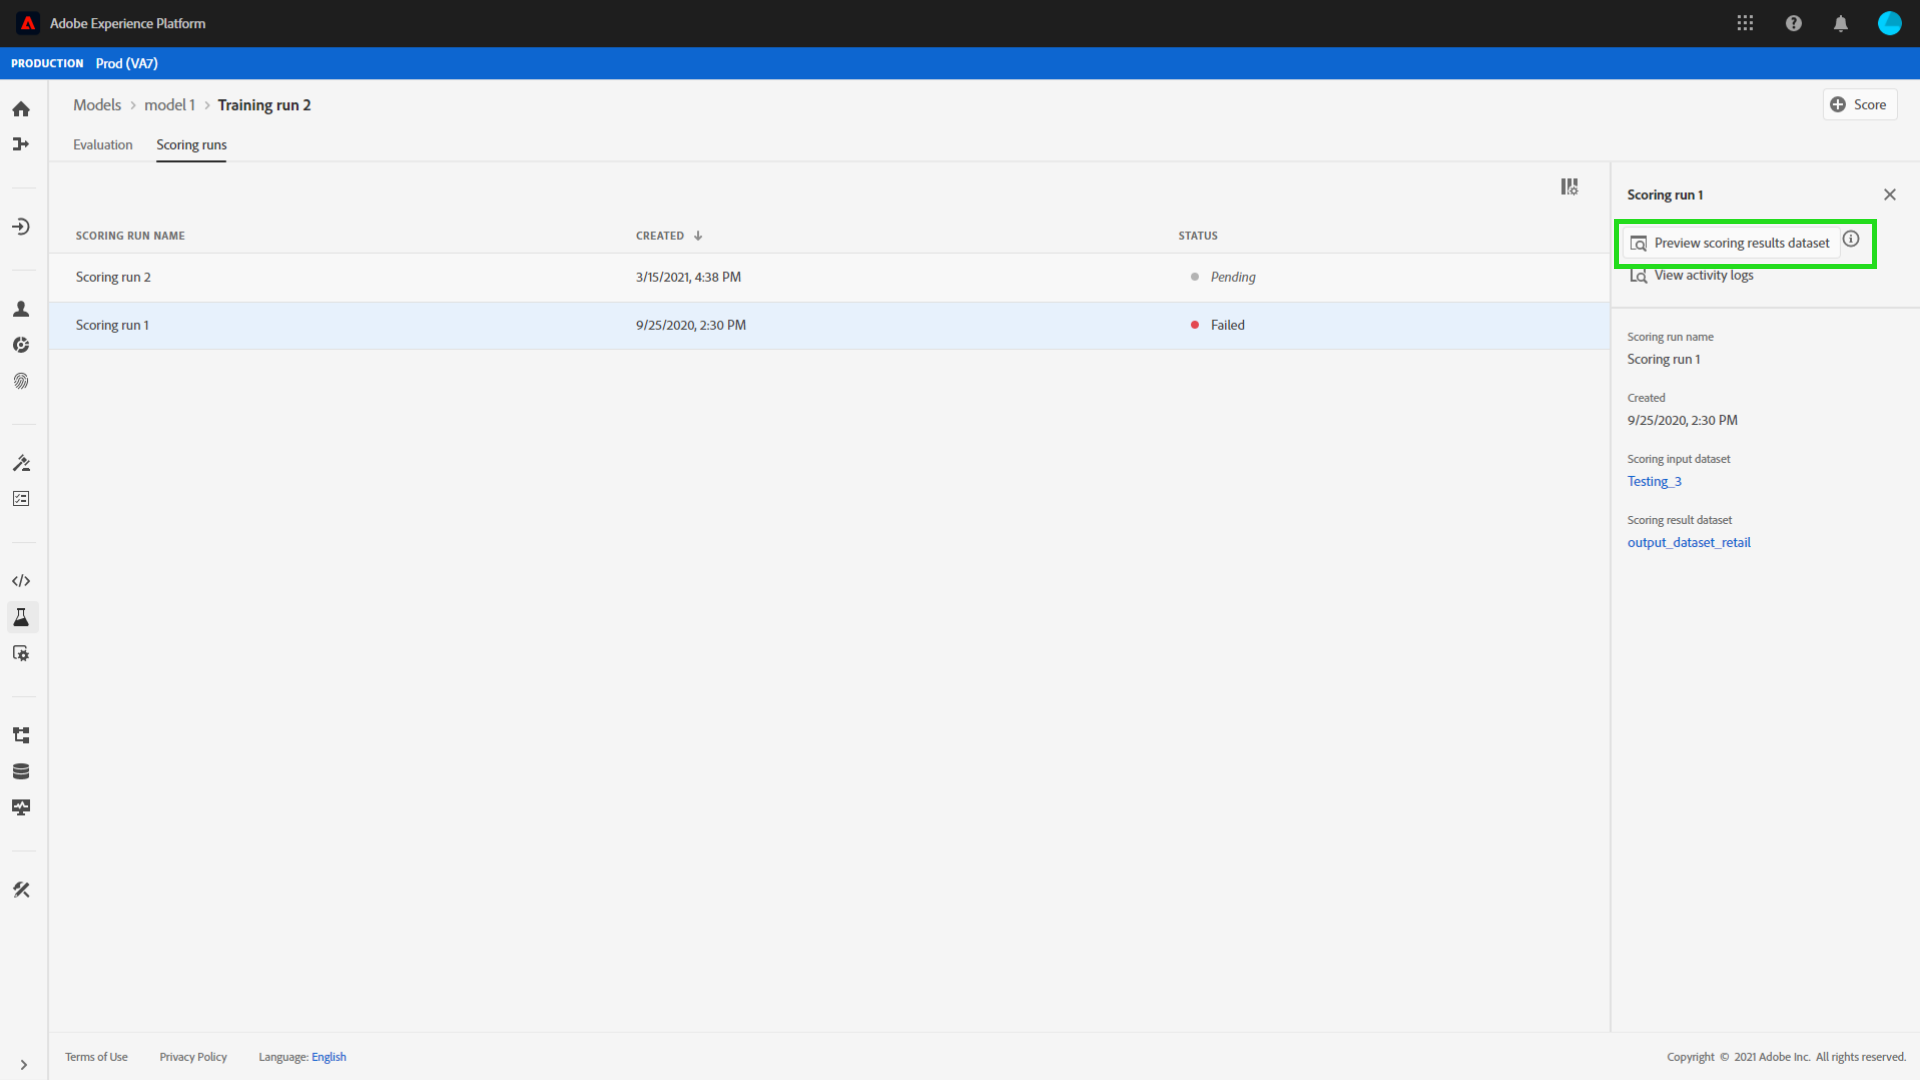 Adobe Experience Platform
PRODUCTION Prod (VA7)
Models > model 1 > Training run 2
Score
Evaluation Scoring runs
Scoring run 1
Preview scoring results dataset
View activity logs
SCORING RUN NAME CREATED ↓ STATUS
Scoring run 2 3/15/2021, 4:38 PM Pending
Scoring run 1 9/25/2020, 2:30 PM Failed
Scoring run name
Scoring run 1
Created
9/25/2020, 2:30 PM
Scoring input dataset
Testing_3
Scoring result dataset
output_dataset_retail
Terms of Use Privacy Policy Language: English Copyright © 2021 Adobe Inc. All rights reserved.